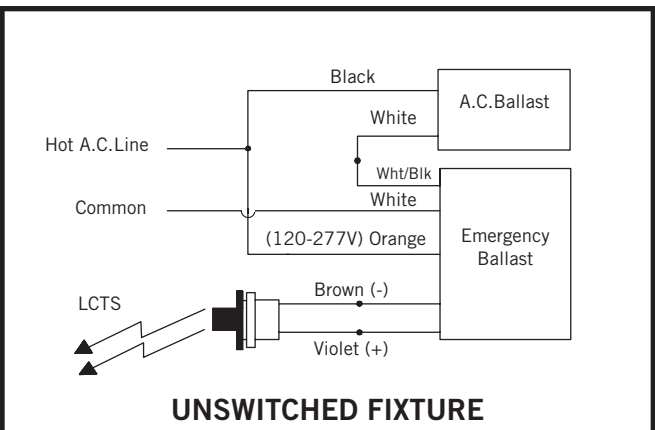 Black
A.C.Ballast
White
Hot A.C.Line
Wht/Blk
White
Common
(120-277V) Orange
Emergency
Ballast
Brown (-)
LCTS
Violet (+)
UNSWITCHED FIXTURE